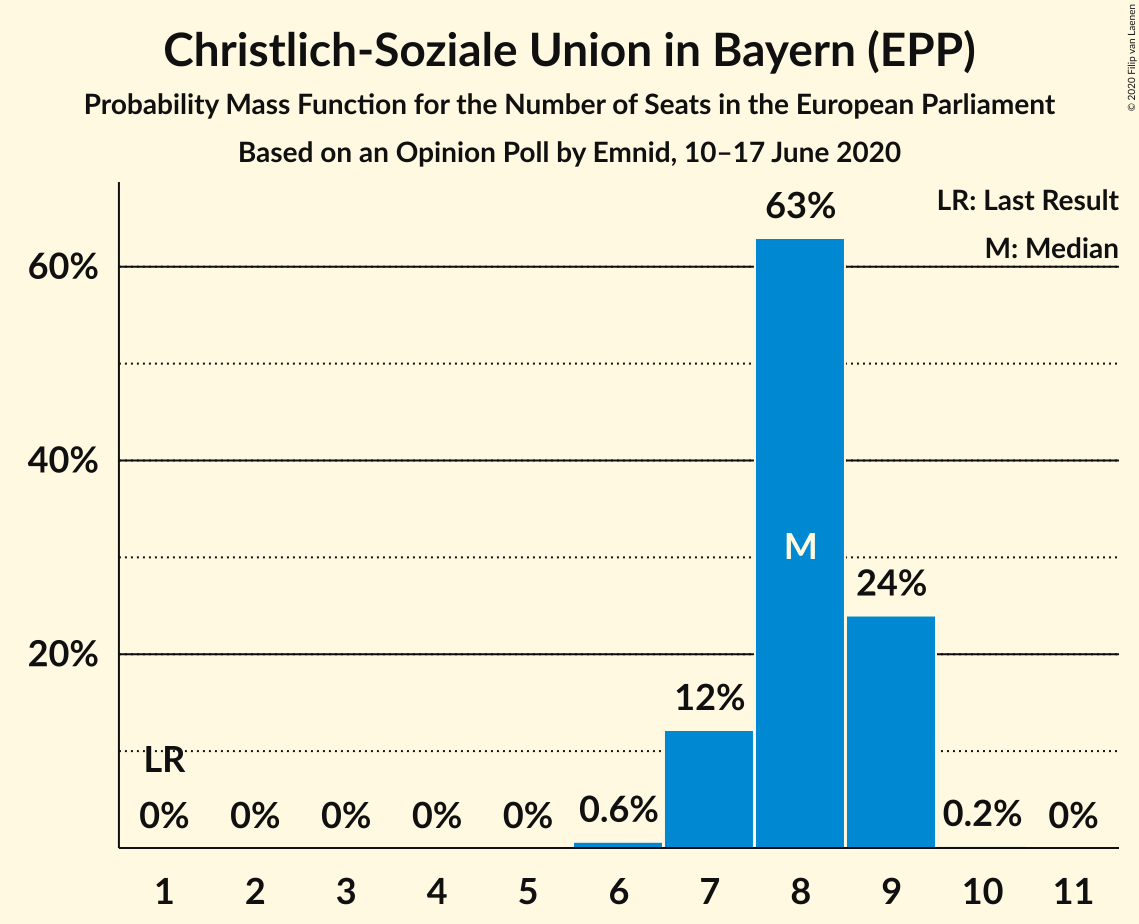 Christlich-Soziale Union in Bayern (EPP)
Probability Mass Function for the Number of Seats in the European Parliament
Based on an Opinion Poll by Emnid, 10–17 June 2020
© 2020 Filip van Laenen
LR: Last Result
M: Median
63%
60%
40%
M
24%
20%
12%
LR
0% 0% 0% 0% 0% 0.6% 0.2% 0%
1 2 3 4 5 6 7 8 9 10 11